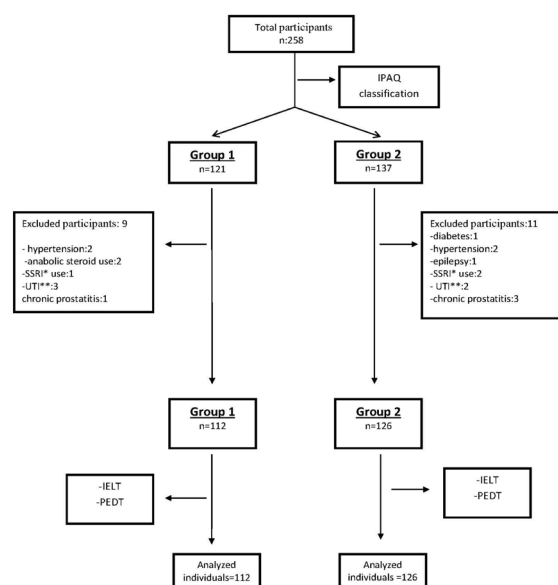 Total participants
n:258
IPAQ
classification
Group 1
n=121
Group 2
n=137
Excluded participants: 9
- hypertension:2
-anabolic steroid use:2
-SSRI* use:1
-UTI**:3
chronic prostatitis:1
Excluded participants:11
-diabetes:1
-hypertension:2
-epilepsy:1
-SSRI* use:2
- UTI**:2
-chronic prostatitis:3
Group 1
n=112
Group 2
n=126
-IELT
-PEDT
-IELT
-PEDT
Analyzed
individuals=112
Analyzed
individuals =126